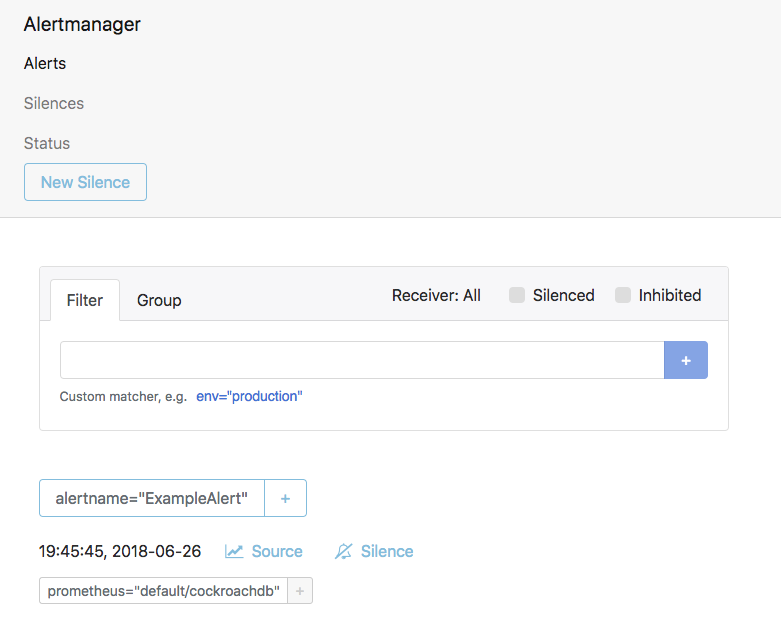 Alertmanager
Alerts
Silences
Status
New Silence
Filter Group Receiver: All Silenced Inhibited
+
Custom matcher, e.g. env="production"
alertname="ExampleAlert" +
19:45:45, 2018-06-26 Source Silence
prometheus="default/cockroachdb" +